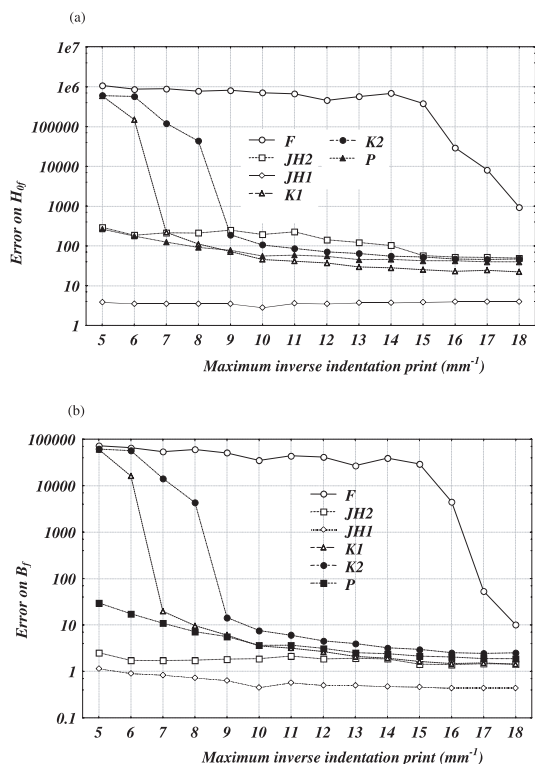 (a)
1e7
1e6
100000
10000
1000
100
10
1
Error on H0f
F
JH2
JH1
K1
K2
P
5 6 7 8 9 10 11 12 13 14 15 16 17 18
Maximum inverse indentation print (mm-1)
(b)
100000
10000
1000
100
10
1
0.1
Error on Bf
F
JH2
JH1
K1
K2
P
5 6 7 8 9 10 11 12 13 14 15 16 17 18
Maximum inverse indentation print (mm-1)